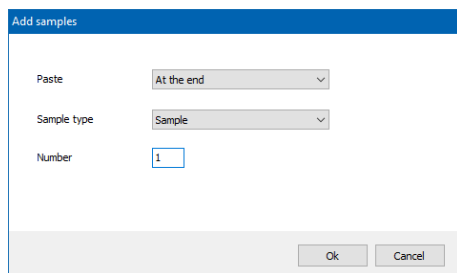 Add samples
Paste At the end
Sample type Sample
Number 1
Ok Cancel